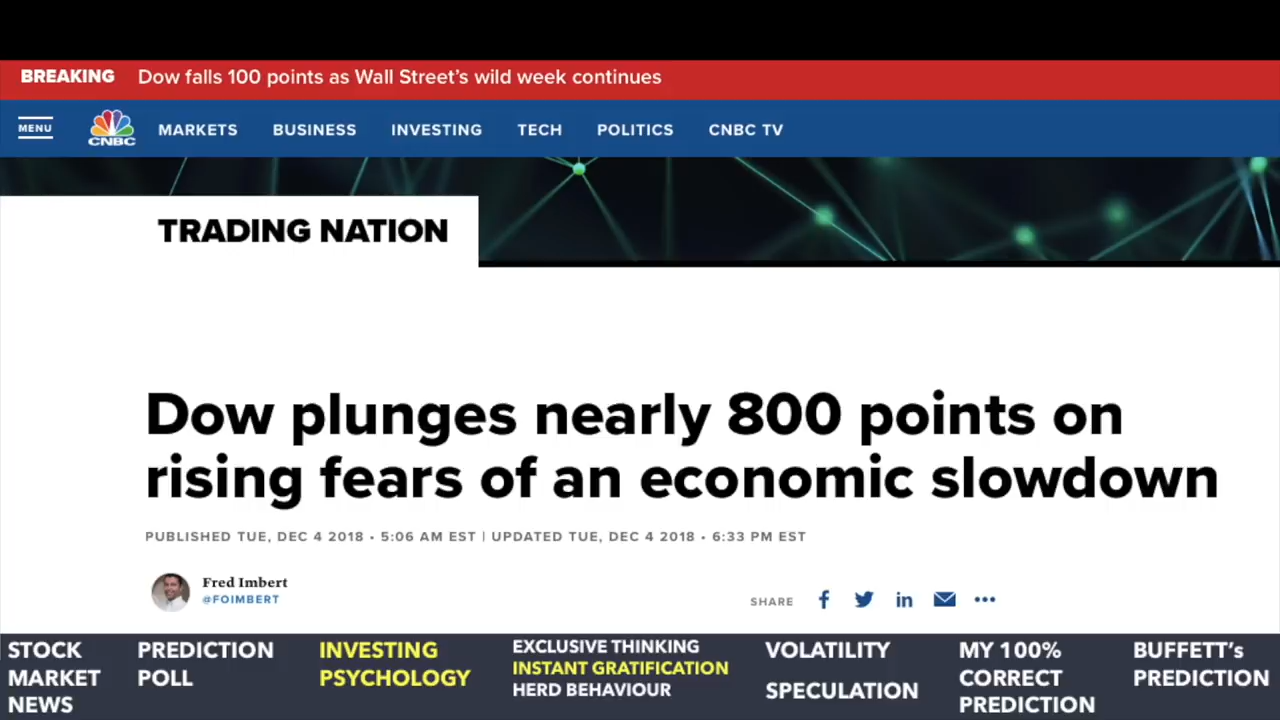 BREAKING Dow falls 100 points as Wall Street's wild week continues
MENU CNBC MARKETS BUSINESS INVESTING TECH POLITICS CNBC TV
TRADING NATION
Dow plunges nearly 800 points on
rising fears of an economic slowdown
PUBLISHED TUE, DEC 4 2018 • 5:06 AM EST | UPDATED TUE, DEC 4 2018 • 6:33 PM EST
Fred Imbert
@FOIMBERT
SHARE
STOCK
MARKET
NEWS
PREDICTION
POLL
INVESTING
PSYCHOLOGY
EXCLUSIVE THINKING
INSTANT GRATIFICATION
HERD BEHAVIOUR
VOLATILITY
SPECULATION
MY 100%
CORRECT
PREDICTION
BUFFETT's
PREDICTION